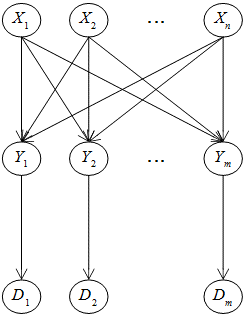 X₁ X₂ ... Xₙ
Y₁ Y₂ ... Yₘ
D₁ D₂ Dₘ